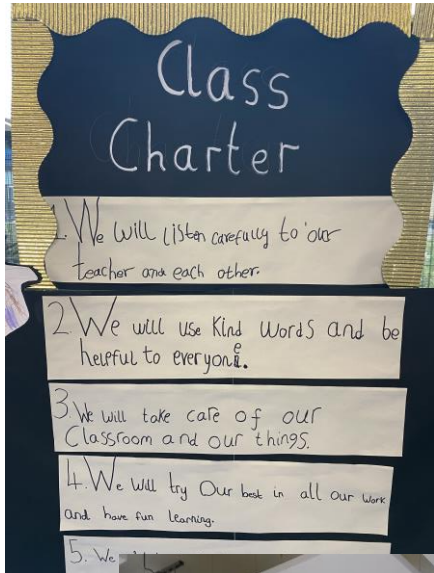 Class
Charter
1. We will listen carefully to our
teacher and each other.
2. We will use kind words and be
helpful to everyone.
3. We will take care of our
Classroom and our things.
4. We will try Our best in all our work
and have fun learning.
5. We